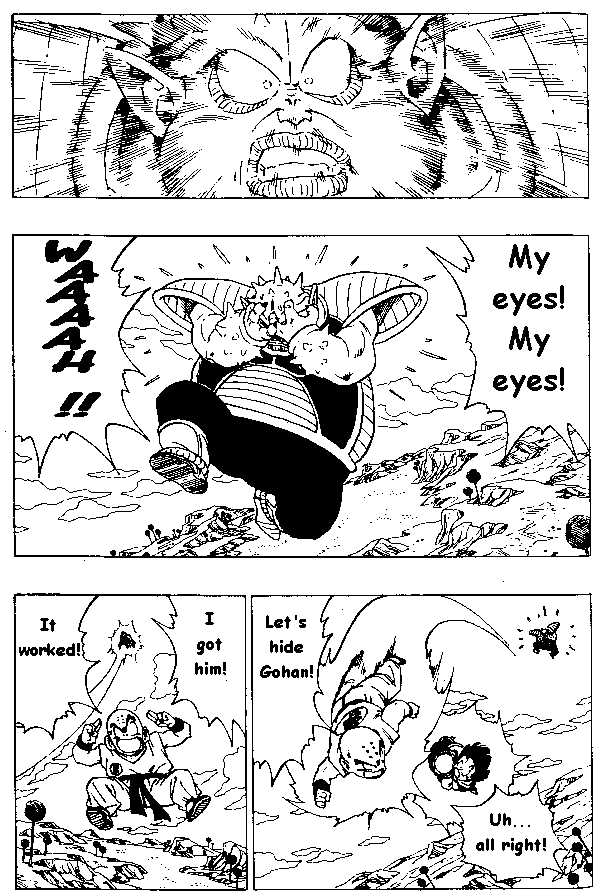 WAAAAH!!
My
eyes!
My
eyes!
It
worked!
I
got
him!
Let's
hide
Gohan!
Uh...
all right!